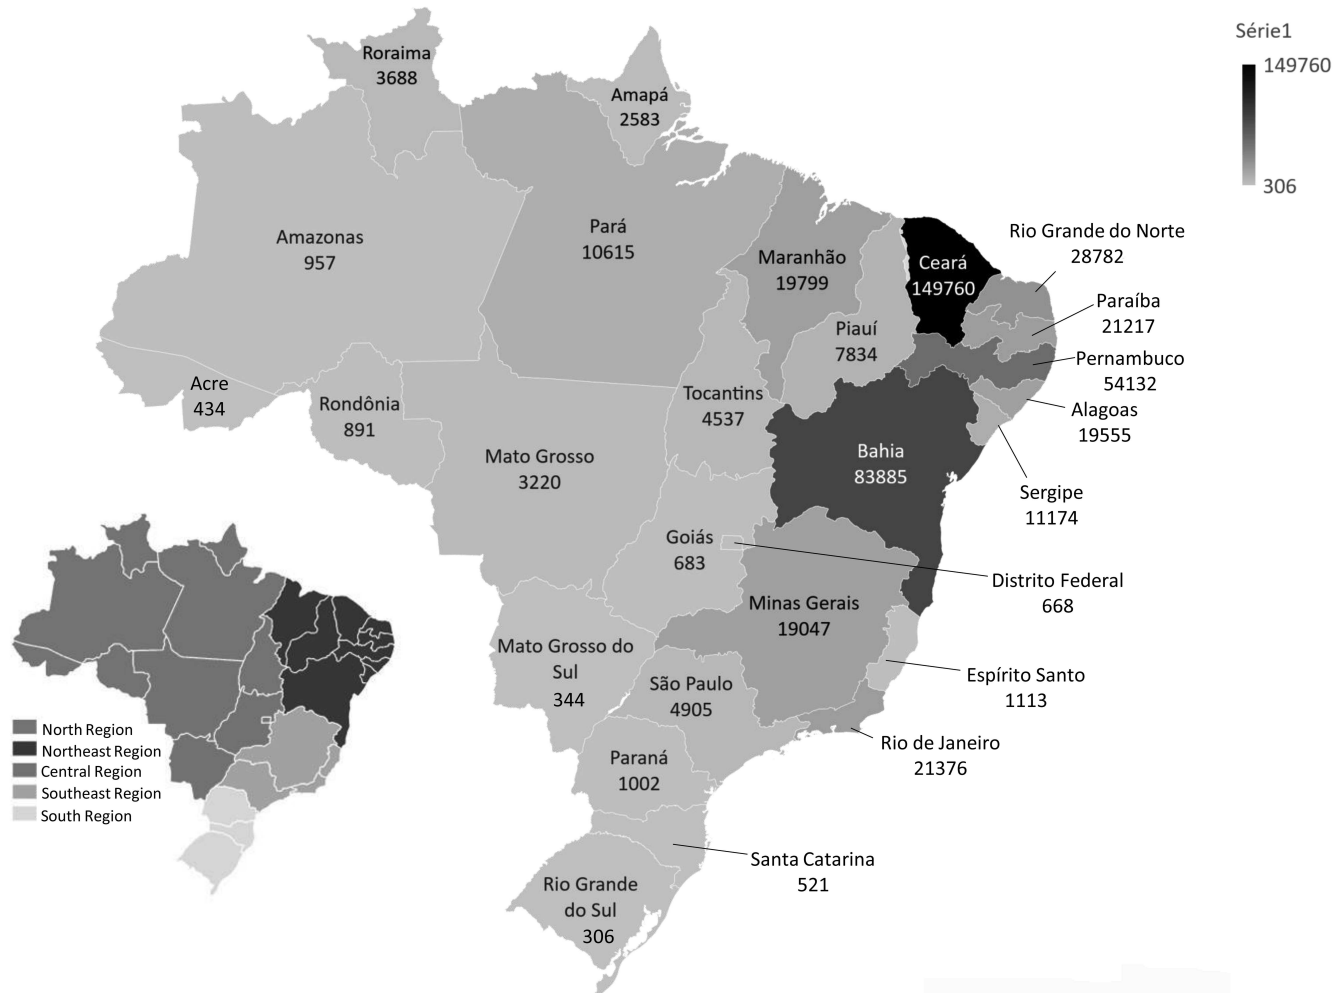 Série1
149760
306
Roraima
3688
Amapá
2583
Amazonas
957
Pará
10615
Maranhão
19799
Ceará
149760
Rio Grande do Norte
28782
Paraíba
21217
Piauí
7834
Pernambuco
54132
Acre
434
Rondônia
891
Tocantins
4537
Alagoas
19555
Mato Grosso
3220
Bahia
83885
Sergipe
11174
Goiás
683
Distrito Federal
668
Minas Gerais
19047
Mato Grosso do
Sul
344
São Paulo
4905
Espírito Santo
1113
Rio de Janeiro
21376
Paraná
1002
Santa Catarina
521
Rio Grande
do Sul
306
North Region
Northeast Region
Central Region
Southeast Region
South Region